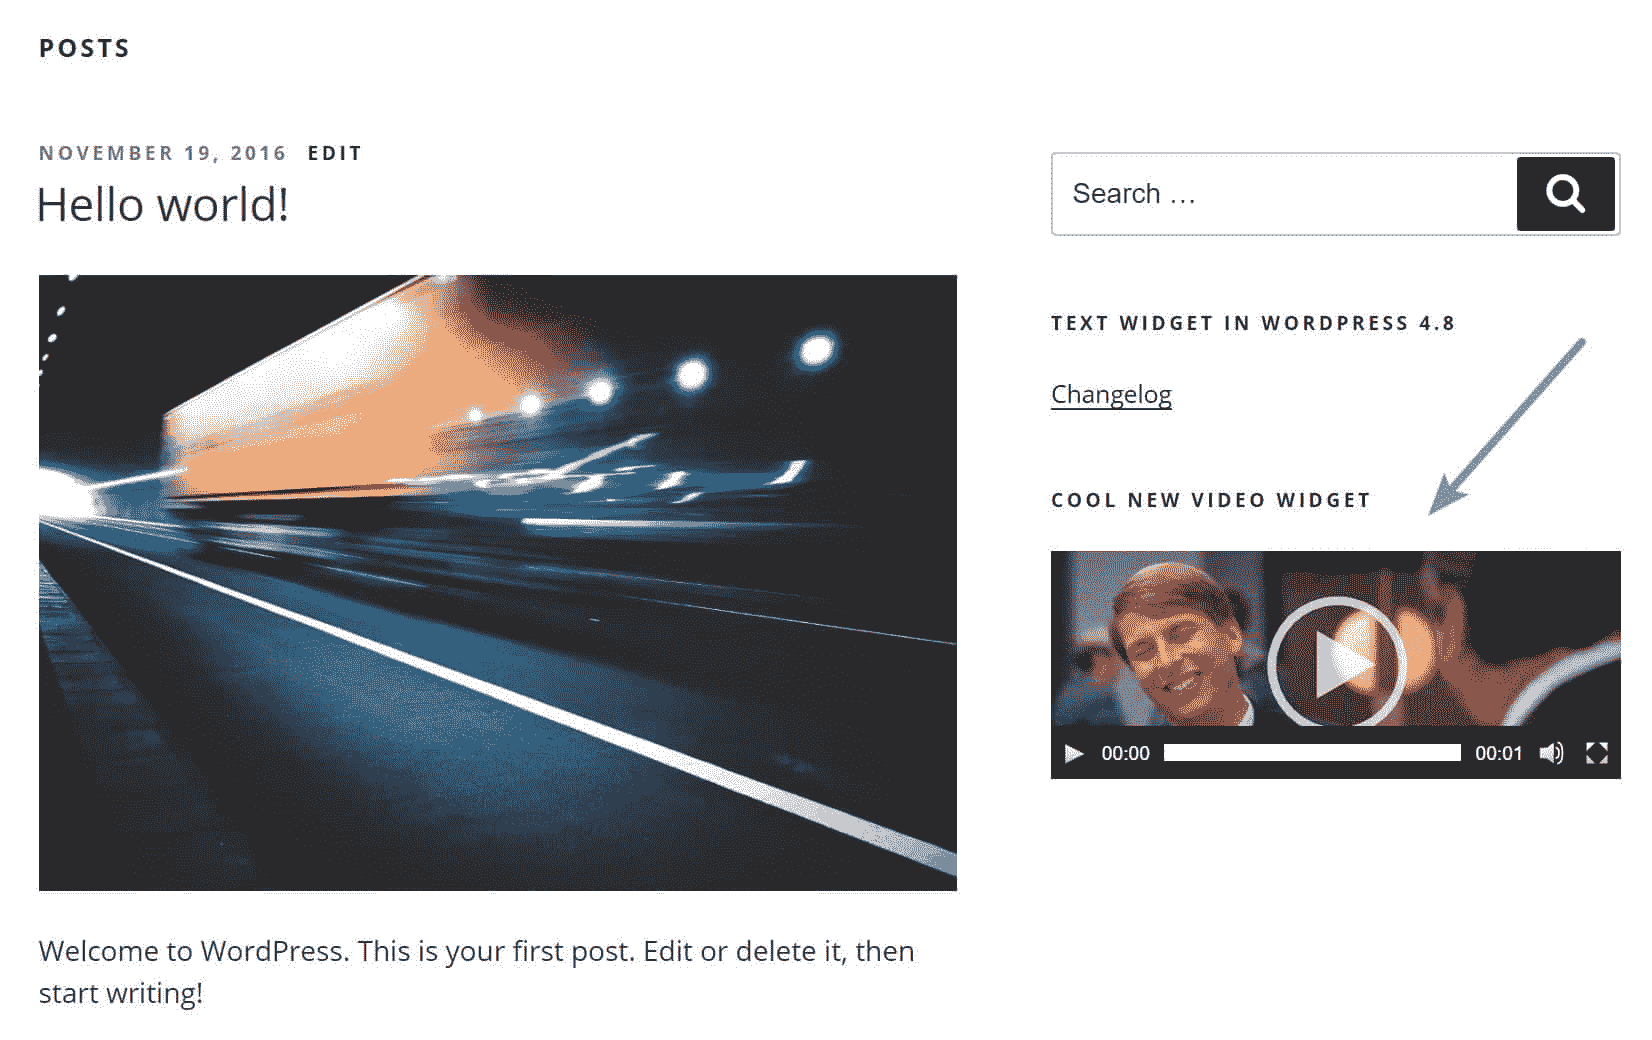 POSTS
NOVEMBER 19, 2016 EDIT
Hello world!
Welcome to WordPress. This is your first post. Edit or delete it, then
start writing!
Search …
TEXT WIDGET IN WORDPRESS 4.8
Changelog
COOL NEW VIDEO WIDGET
00:00 00:01